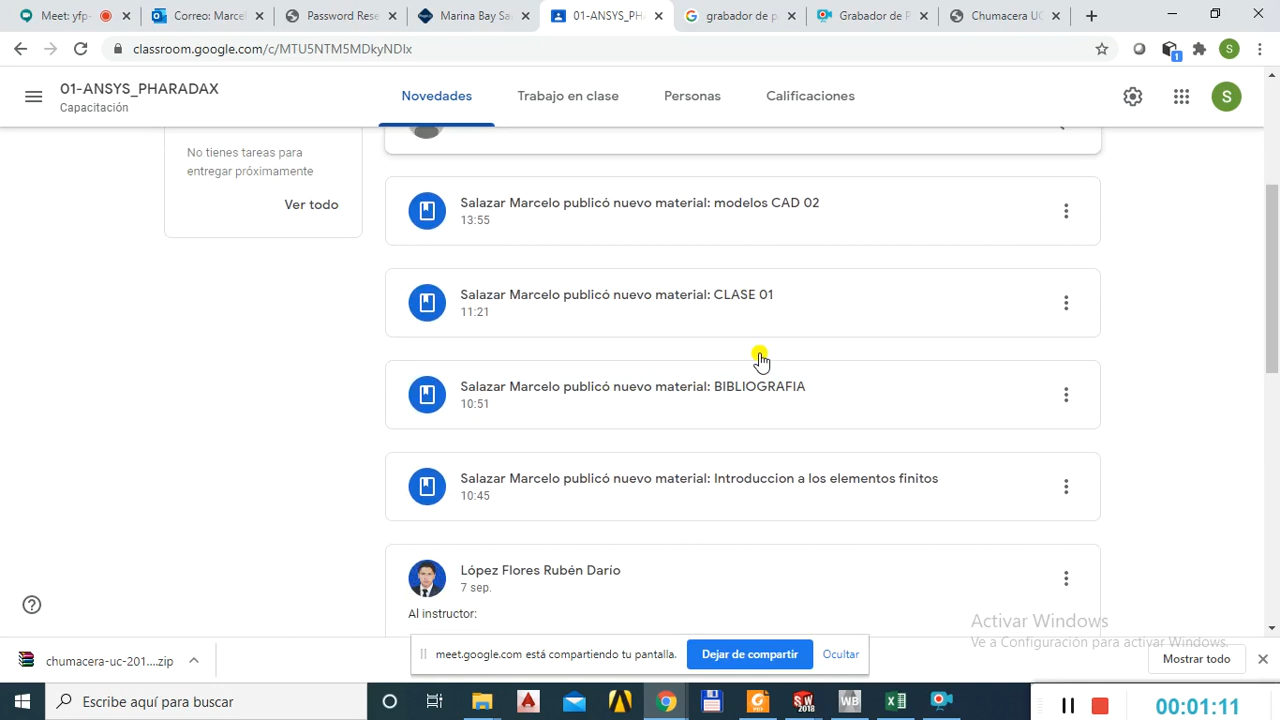 Meet: yfp-
Correo: Marcel
Password Rese
Marina Bay Sa
01-ANSYS_PH
grabador de p
Grabador de P
Chumacera UC
classroom.google.com/c/MTU5NTM5MDkyNDIx
01-ANSYS_PHARADAX
Capacitación
Novedades
Trabajo en clase
Personas
Calificaciones
S
S
1
No tienes tareas para
entregar próximamente
Ver todo
Salazar Marcelo publicó nuevo material: modelos CAD 02
13:55
Salazar Marcelo publicó nuevo material: CLASE 01
11:21
Salazar Marcelo publicó nuevo material: BIBLIOGRAFIA
10:51
Salazar Marcelo publicó nuevo material: Introduccion a los elementos finitos
10:45
López Flores Rubén Darío
7 sep.
Al instructor:
Activar Windows
Ve a Configuración para activar Windows.
meet.google.com está compartiendo tu pantalla.
Dejar de compartir
Ocultar
chumacera-uc-201....zip
Mostrar todo
Escribe aquí para buscar
00:01:11